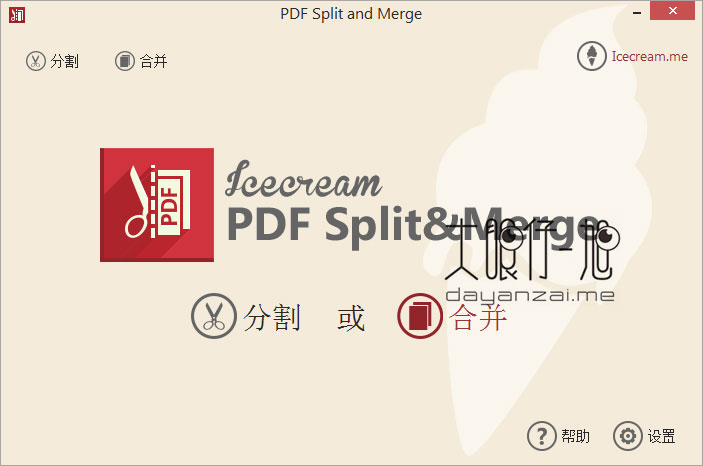 PDF Split and Merge
分割
合并
Icecream.me
PDF
Icecream
PDF Split&Merge
大眼仔~旭
dayanzai.me
分割 或 合并
帮助
设置